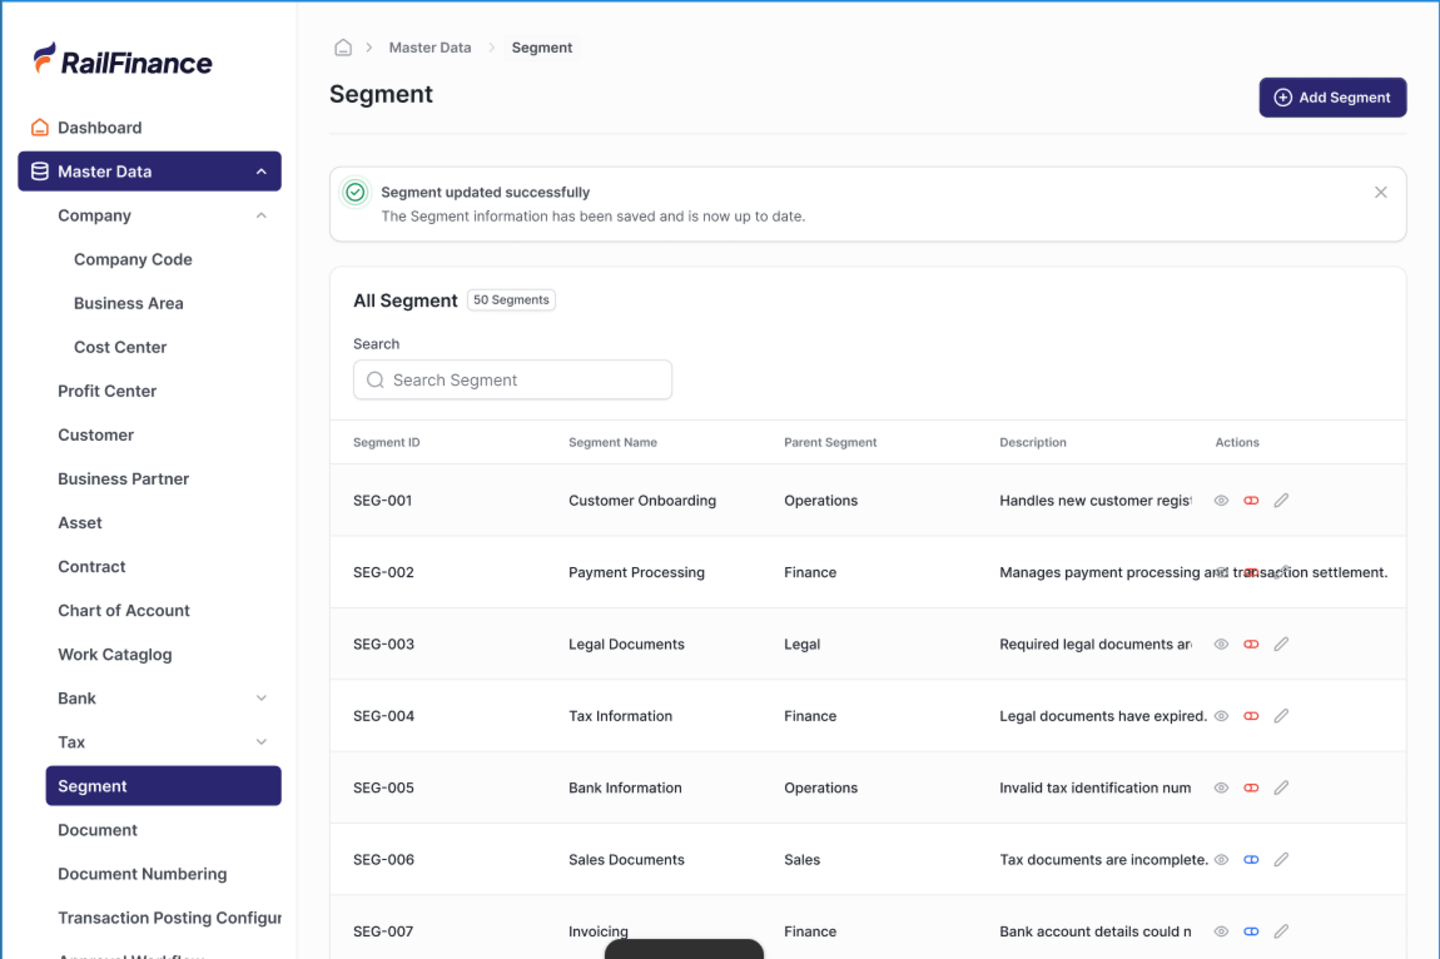 RailFinance
Dashboard
Master Data
Company
Company Code
Business Area
Cost Center
Profit Center
Customer
Business Partner
Asset
Contract
Chart of Account
Work Cataglog
Bank
Tax
Segment
Document
Document Numbering
Transaction Posting Configur
Approval Workflow
Master Data
Segment
Segment
Add Segment
Segment updated successfully
The Segment information has been saved and is now up to date.
All Segment 50 Segments
Search
Search Segment
Segment ID Segment Name Parent Segment Description Actions
SEG-001 Customer Onboarding Operations Handles new customer regist
SEG-002 Payment Processing Finance Manages payment processing and transaction settlement.
SEG-003 Legal Documents Legal Required legal documents are
SEG-004 Tax Information Finance Legal documents have expired.
SEG-005 Bank Information Operations Invalid tax identification num
SEG-006 Sales Documents Sales Tax documents are incomplete.
SEG-007 Invoicing Finance Bank account details could n